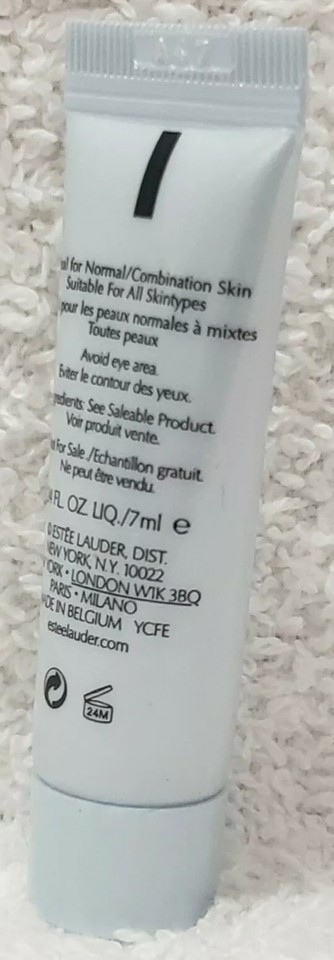 for Normal/Combination Skin
Suitable For All Skintypes
pour les peaux normales à mixtes
Toutes peaux
Avoid eye area.
Eviter le contour des yeux.
See Saleable Product.
Voir produit vente.
For Sale./Echantillon gratuit.
Ne peut être vendu.
FL. OZ. LIQ./7ml e
© ESTĒE LAUDER, DIST.
NEW YORK, N.Y. 10022
YORK • LONDON W1K 3BQ
PARIS • MILANO
MADE IN BELGIUM YCFE
esteelauder.com
24M